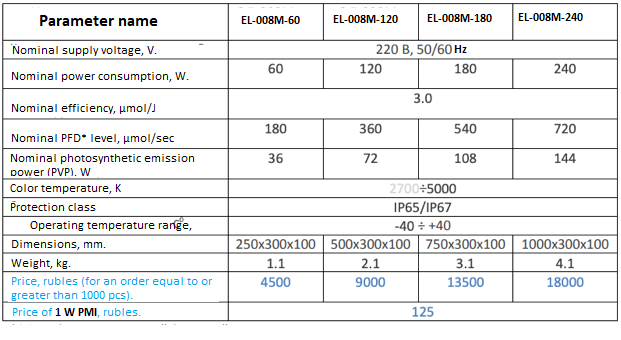 Parameter name EL-008M-60 EL-008M-120 EL-008M-180 EL-008M-240
Nominal supply voltage, V. 220 В, 50/60 Hz
Nominal power consumption, W. 60 120 180 240
Nominal efficiency, µmol/J 3.0
Nominal PFD* level, µmol/sec 180 360 540 720
Nominal photosynthetic emission
power (PVP). W 36 72 108 144
Color temperature, K 2700÷5000
Protection class IP65/IP67
Operating temperature range, -40 ÷ +40
Dimensions, mm. 250x300x100 500x300x100 750x300x100 1000x300x100
Weight, kg. 1.1 2.1 3.1 4.1
Price, rubles (for an order equal to or
greater than 1000 pcs). 4500 9000 13500 18000
Price of 1 W PMI, rubles. 125